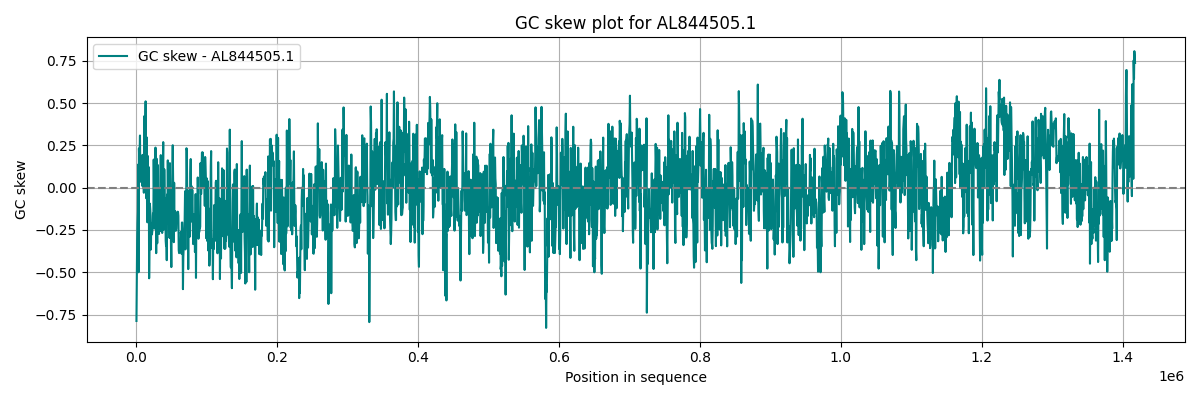 GC skew plot for AL844505.1
GC skew - AL844505.1
GC skew
0.75
0.50
0.25
0.00
−0.25
−0.50
−0.75
0.0 0.2 0.4 0.6 0.8 1.0 1.2 1.4
1e6
Position in sequence